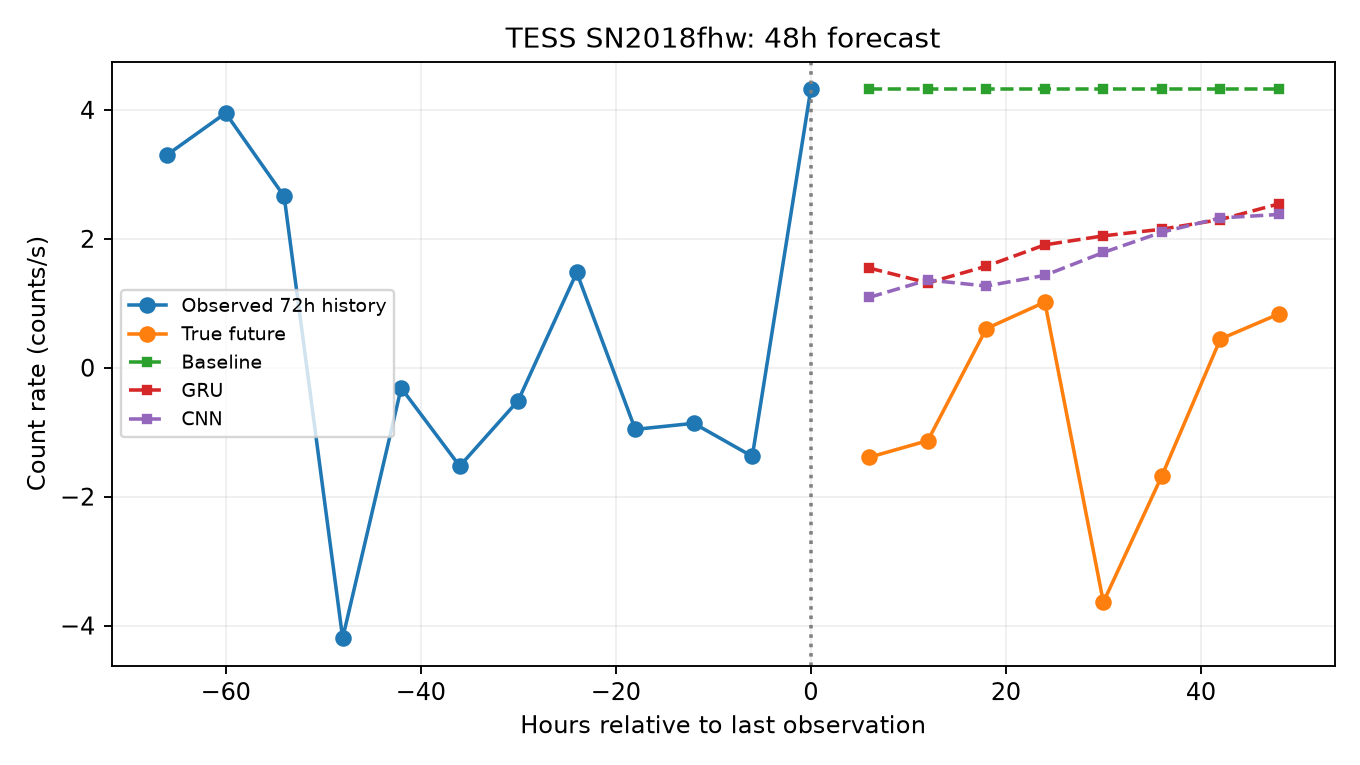 TESS SN2018fhw: 48h forecast
Count rate (counts/s)
4
2
0
−2
−4
Observed 72h history
True future
Baseline
GRU
CNN
−60
−40
−20
0
20
40
Hours relative to last observation